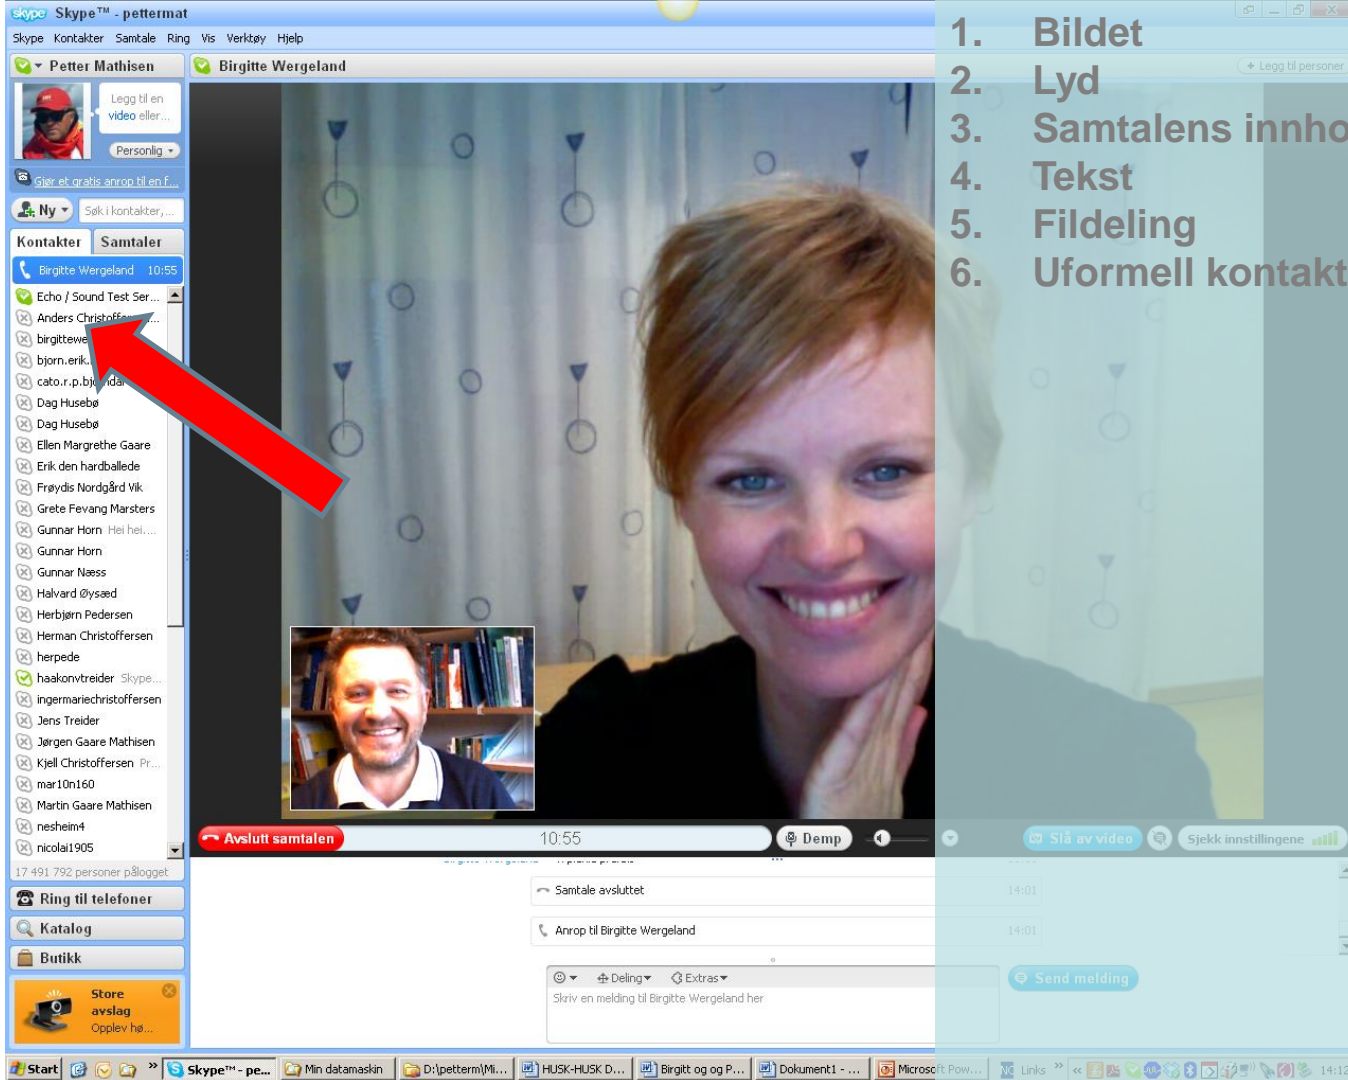 skype Skype™ - pettermat
Skype Kontakter Samtale Ring Vis Verktøy Hjelp
Petter Mathisen
Birgitte Wergeland
Legg til personer
Legg til en
video eller...
Personlig
Gjør et gratis anrop til en f...
Ny
Søk i kontakter,...
Kontakter Samtaler
Birgitte Wergeland 10:55
Echo / Sound Test Ser...
Anders Christoffersen...
birgittewe
bjorn.erik.
cato.r.p.bj
Dag Husebø
Dag Husebø
Ellen Margrethe Gaare
Erik den hardballede
Frøydis Nordgård Vik
Grete Fevang Marsters
Gunnar Horn Hei hei....
Gunnar Horn
Gunnar Næss
Halvard Øysæd
Herbjørn Pedersen
Herman Christoffersen
herpede
haakonvtreider Skype...
ingermariechristoffersen
Jens Treider
Jørgen Gaare Mathisen
Kjell Christoffersen Pr...
mar10n160
Martin Gaare Mathisen
nesheim4
nicolai1905
17 491 792 personer pålogget
Ring til telefoner
Katalog
Butikk
Store
avslag
Opplev hø...
1. Bildet
2. Lyd
3. Samtalens innho
4. Tekst
5. Fildeling
6. Uformell kontakt
Avslutt samtalen 10:55 Demp Slå av video Sjekk innstillingene
Samtale avsluttet 14:01
Anrop til Birgitte Wergeland 14:01
Deling Extras
Skriv en melding til Birgitte Wergeland her
Send melding
Start Skype™ - pe... Min datamaskin D:\petterm\Mi... HUSK-HUSK D... Birgitt og og P... Dokument1 - ... Microsoft Pow... Links 14:12